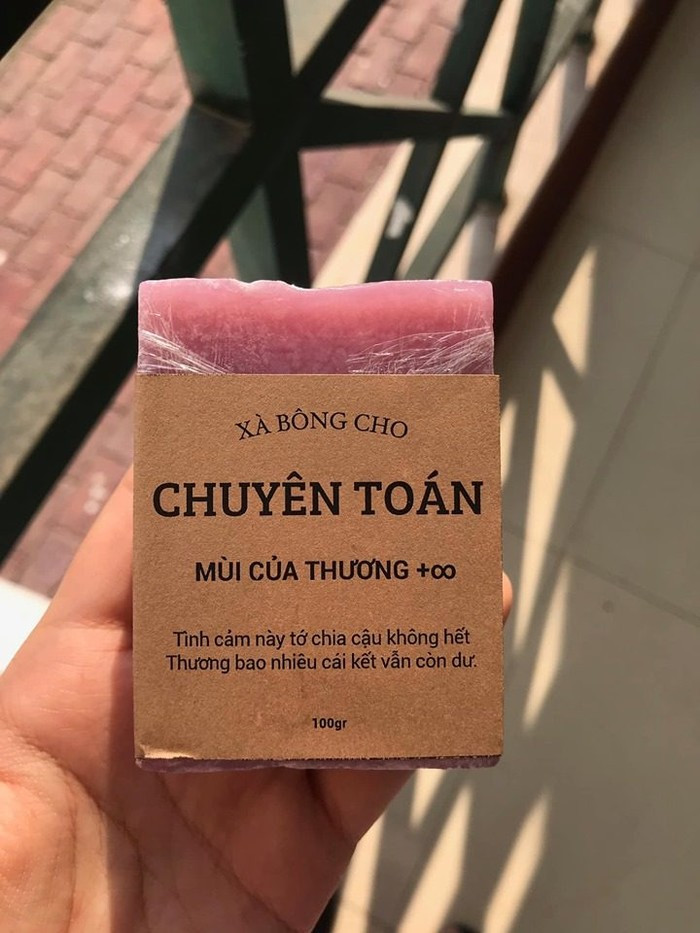 XÀ BÔNG CHO
CHUYÊN TOÁN
MÙI CỦA THƯƠNG +∞
Tình cảm này tớ chia cậu không hết
Thương bao nhiêu cái kết vẫn còn dư.
100gr